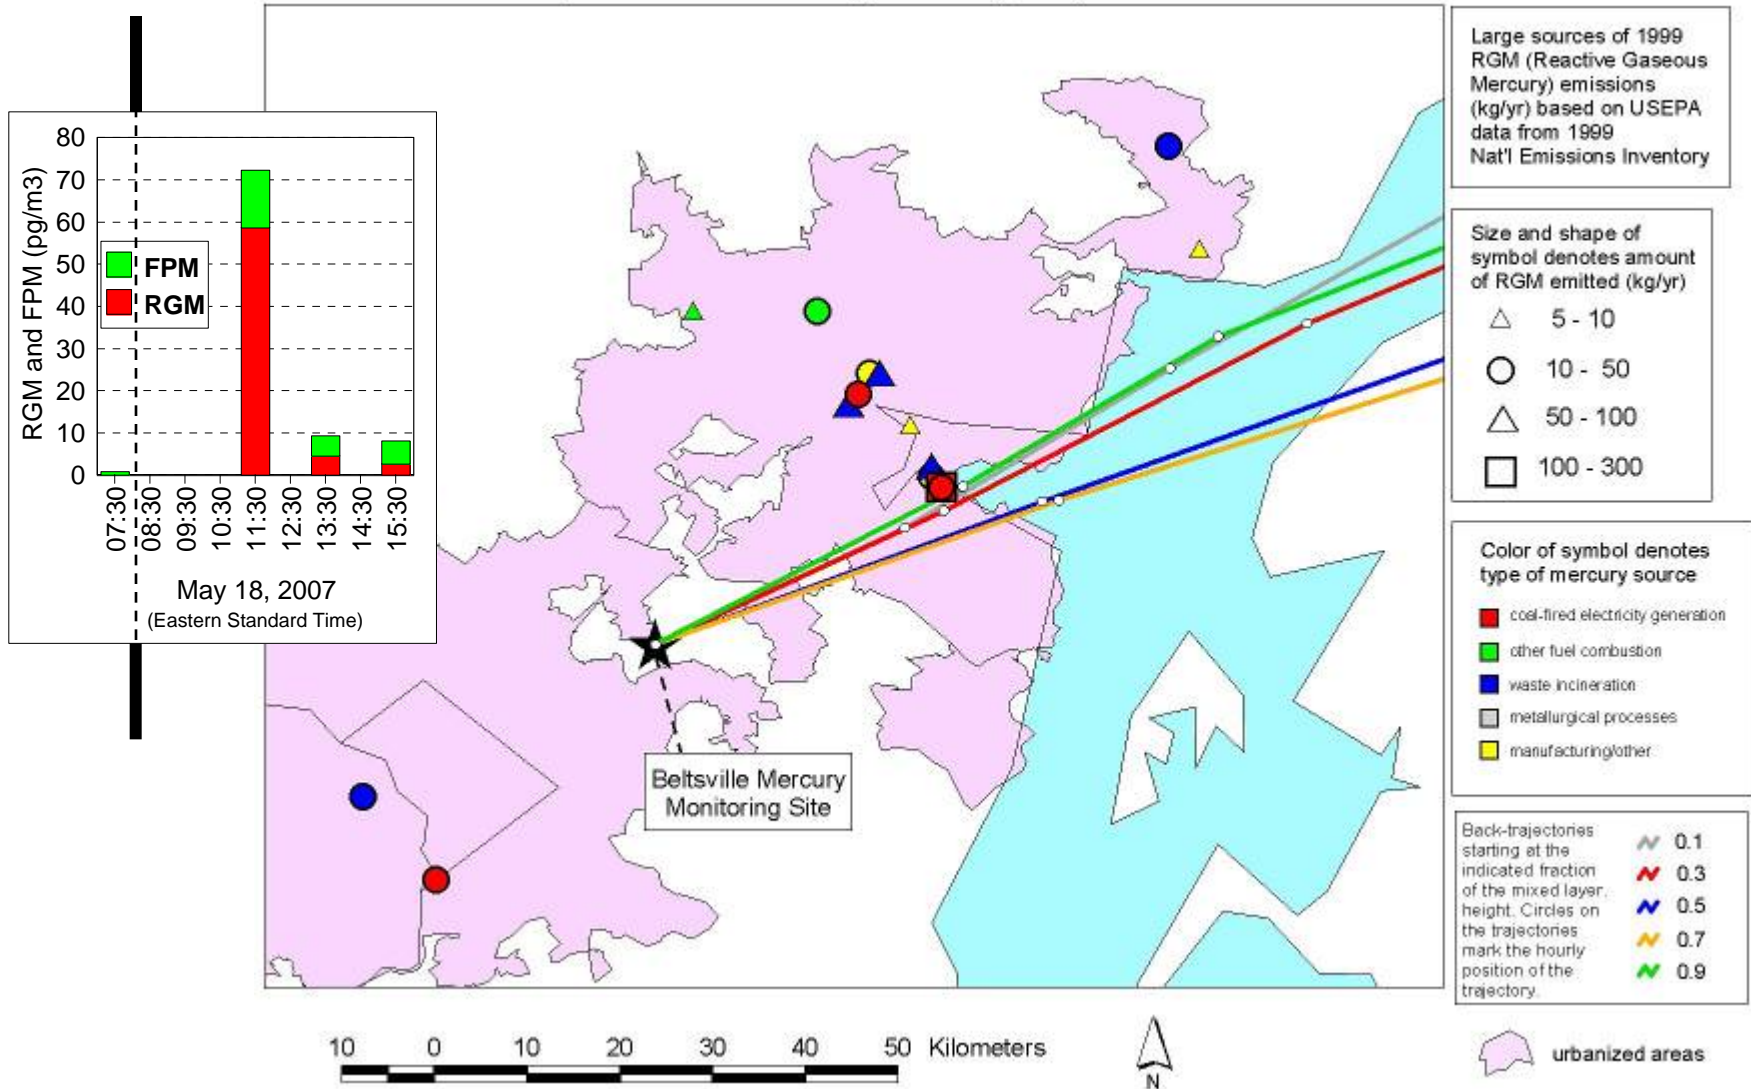 80
70
60
50
40
30
20
10
0
RGM and FPM (pg/m3)
FPM
RGM
07:30
08:30
09:30
10:30
11:30
12:30
13:30
14:30
15:30
May 18, 2007
(Eastern Standard Time)
Beltsville Mercury
Monitoring Site
Large sources of 1999
RGM (Reactive Gaseous
Mercury) emissions
(kg/yr) based on USEPA
data from 1999
Nat'l Emissions Inventory
Size and shape of
symbol denotes amount
of RGM emitted (kg/yr)
5 - 10
10 - 50
50 - 100
100 - 300
Color of symbol denotes
type of mercury source
coal-fired electricity generation
other fuel combustion
waste incineration
metallurgical processes
manufacturing/other
Back-trajectories
starting at the
indicated fraction
of the mixed layer.
height. Circles on
the trajectories
mark the hourly
position of the
trajectory.
0.1
0.3
0.5
0.7
0.9
urbanized areas
10 0 10 20 30 40 50 Kilometers
N